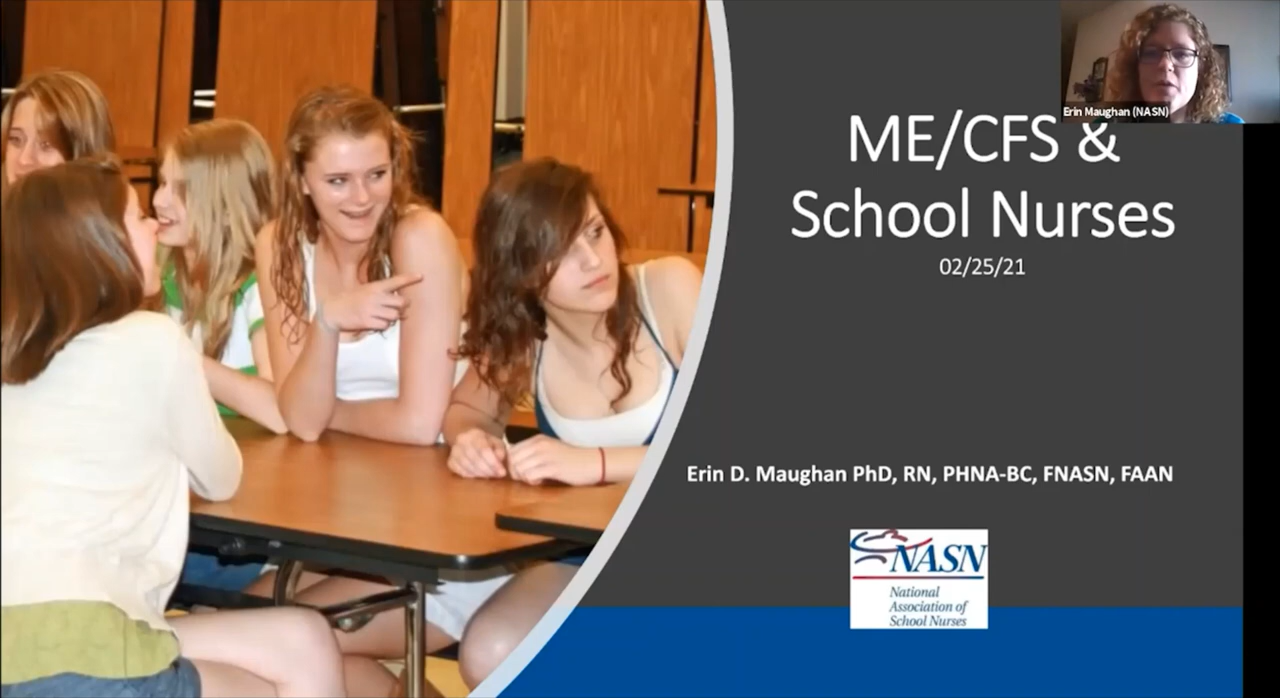 Erin Maughan (NASN)
ME/CFS &
School Nurses
02/25/21
Erin D. Maughan PhD, RN, PHNA-BC, FNASN, FAAN
NASN
National
Association of
School Nurses